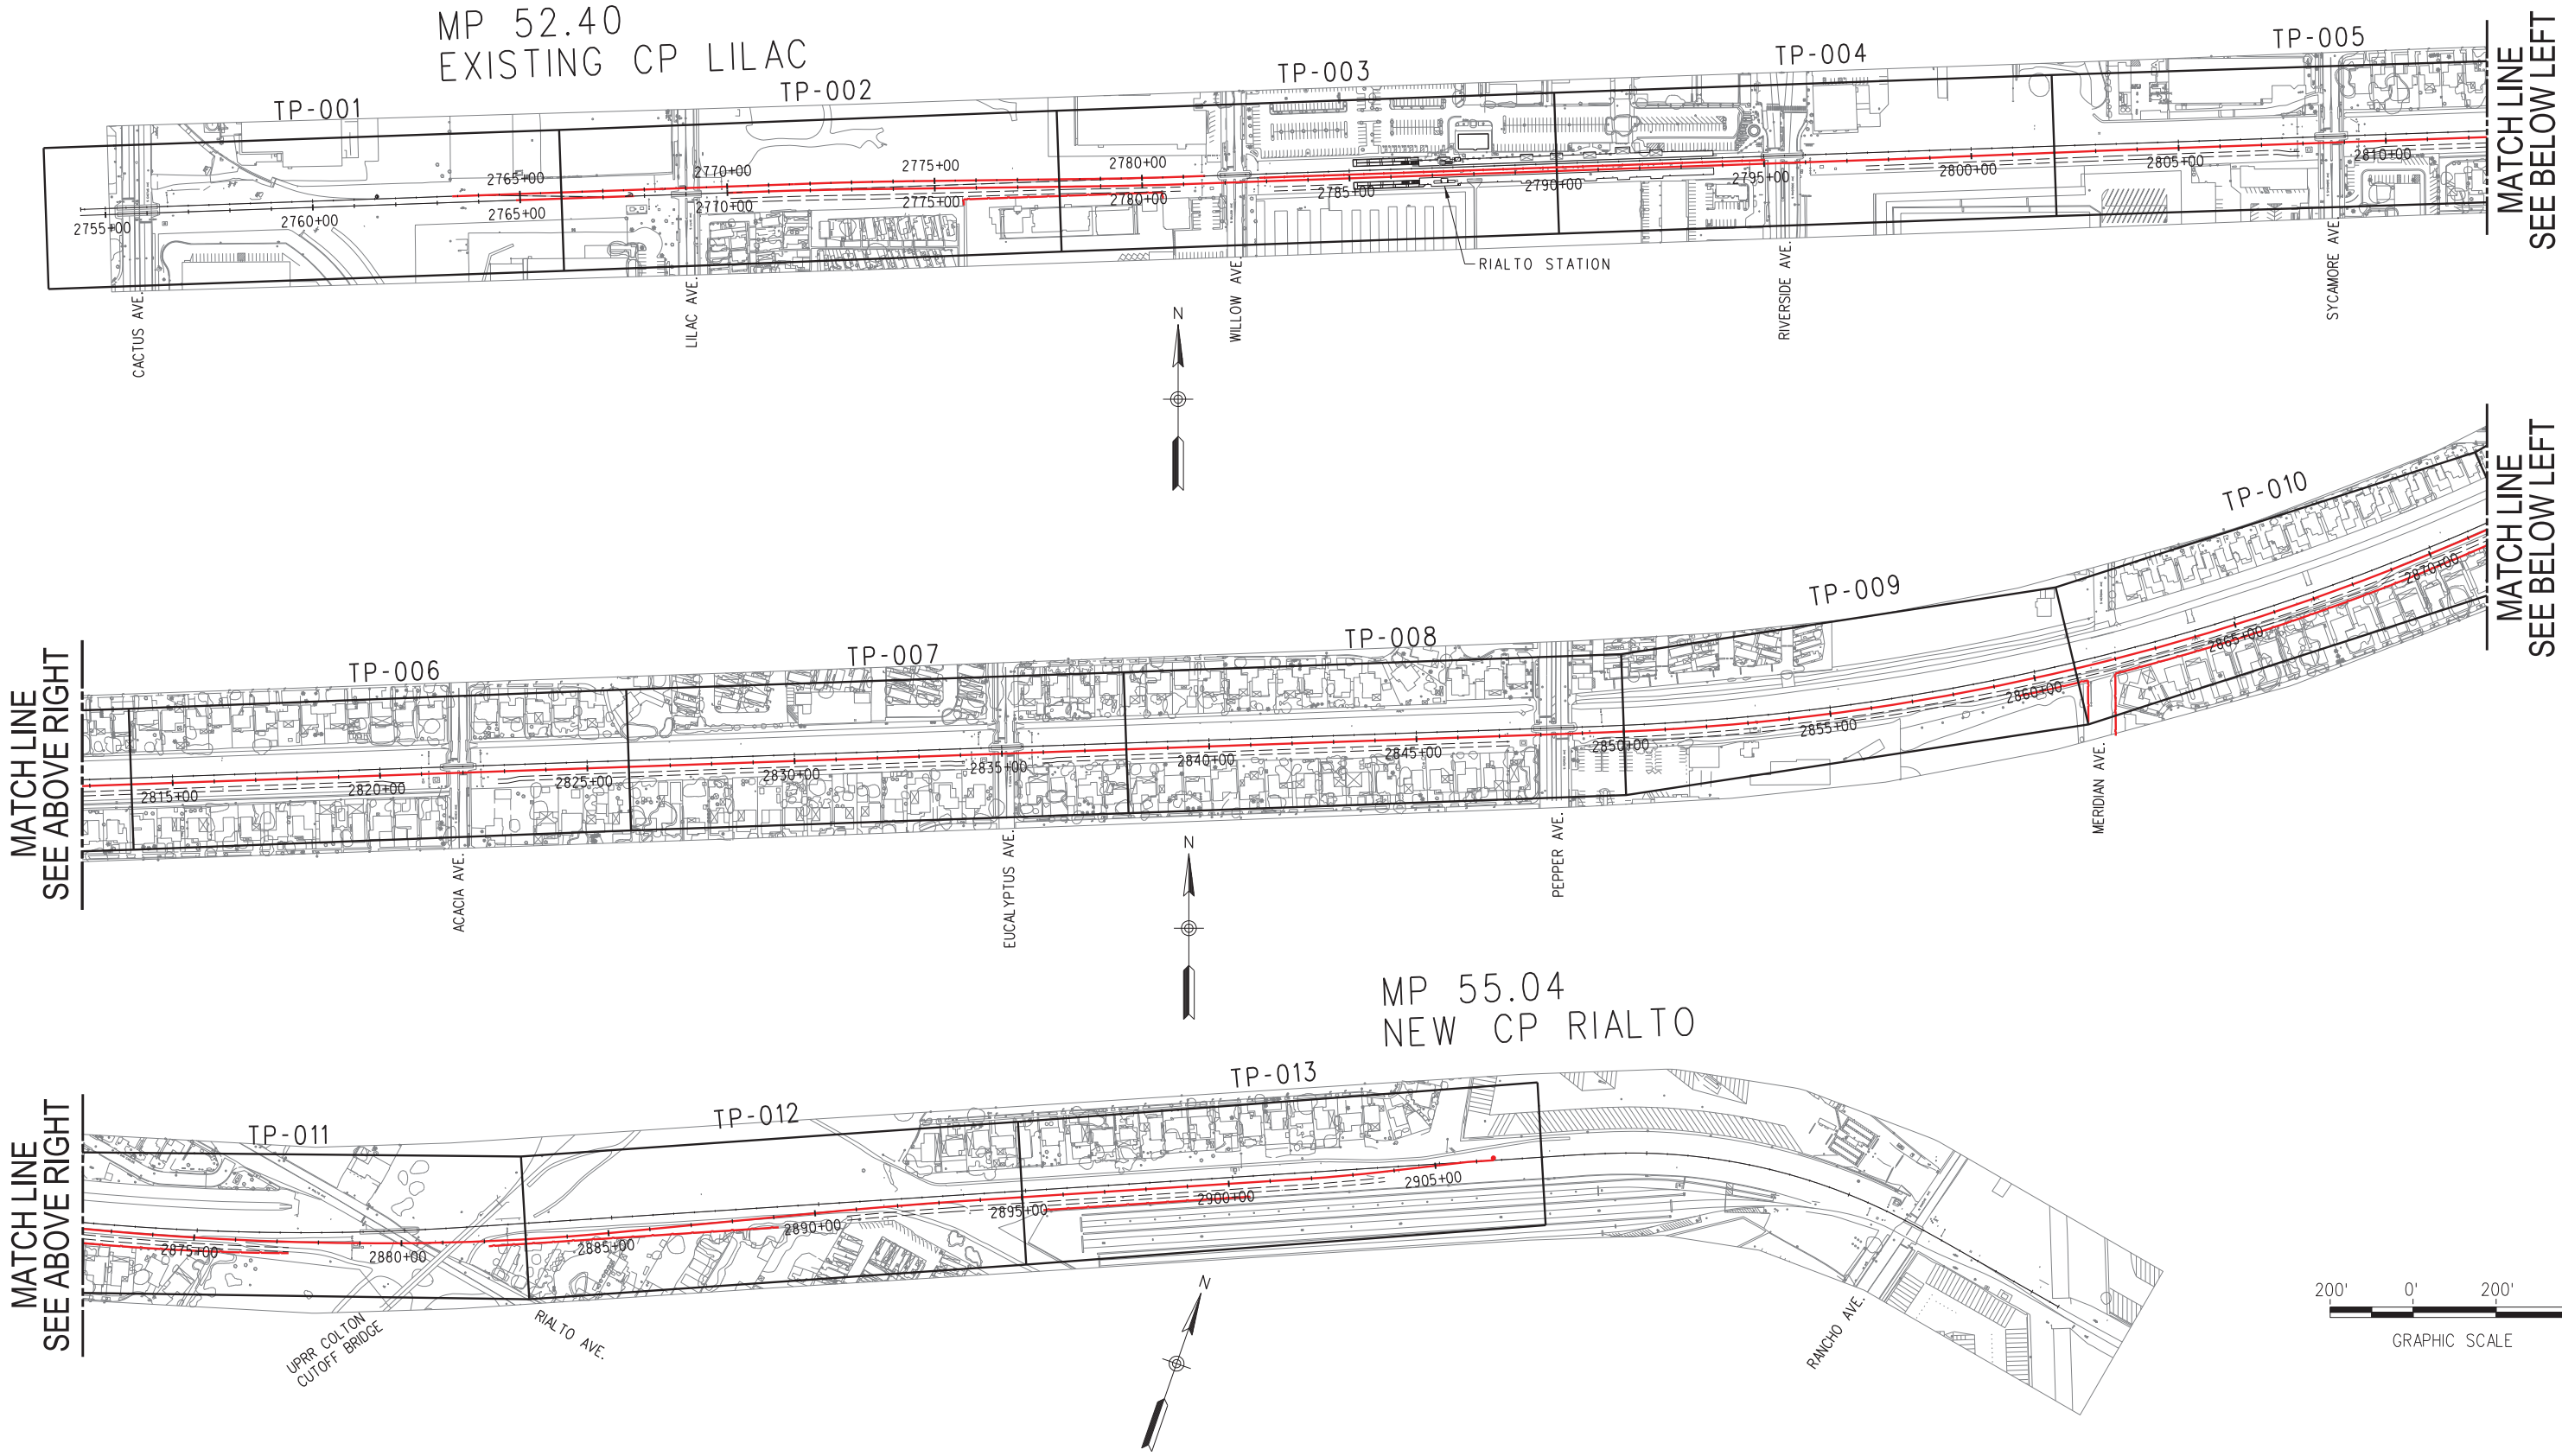 MP 52.40
EXISTING CP LILAC
TP-001
TP-002
TP-003
TP-004
TP-005
2765+00
2770+00
2775+00
2780+00
2755+00
2760+00
2765+00
2770+00
2775+00
2780+00
2785+00
2790+00
2795+00
2800+00
2805+00
2810+00
RIALTO STATION
CACTUS AVE.
LILAC AVE.
WILLOW AVE.
RIVERSIDE AVE.
SYCAMORE AVE
MATCH LINE
SEE BELOW LEFT
N
MATCH LINE
SEE ABOVE RIGHT
TP-006
TP-007
TP-008
TP-009
TP-010
2815+00
2820+00
2825+00
2830+00
2835+00
2840+00
2845+00
2850+00
2855+00
2860+00
2865+00
2870+00
ACACIA AVE.
EUCALYPTUS AVE.
PEPPER AVE.
MERIDIAN AVE.
MATCH LINE
SEE BELOW LEFT
N
MP 55.04
NEW CP RIALTO
MATCH LINE
SEE ABOVE RIGHT
TP-011
TP-012
TP-013
2875+00
2880+00
2885+00
2890+00
2895+00
2900+00
2905+00
UPRR COLTON
CUTOFF BRIDGE
RIALTO AVE.
RANCHO AVE.
N
200' 0' 200'
GRAPHIC SCALE